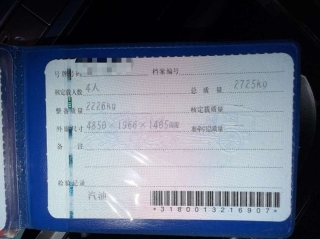 号牌号码 档案编号
核定载人数 4人 总质量 2725kg
整备质量 2226kg 核定载质量
外廓尺寸 4850×1966×1405mm 准牵引总质量
备 注
检验记录
汽油
*3160013216907*